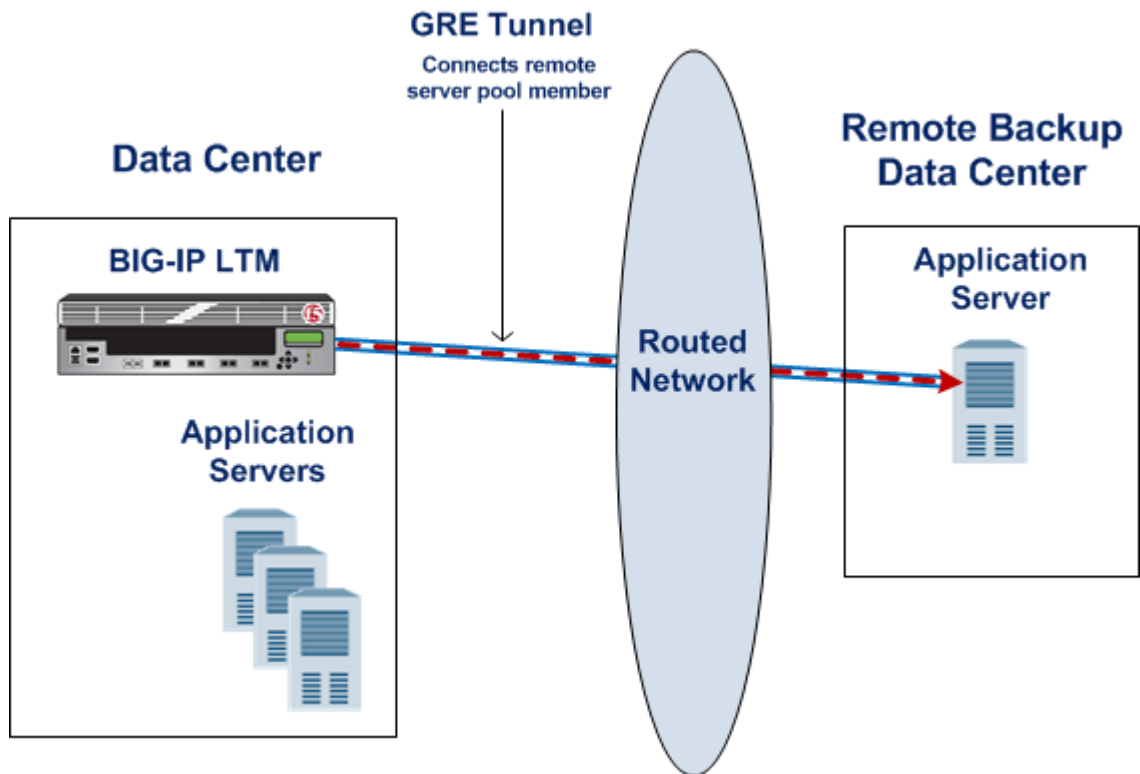 GRE Tunnel
Connects remote
server pool member
Data Center
Remote Backup
Data Center
BIG-IP LTM
Application
Server
Routed
Network
Application
Servers